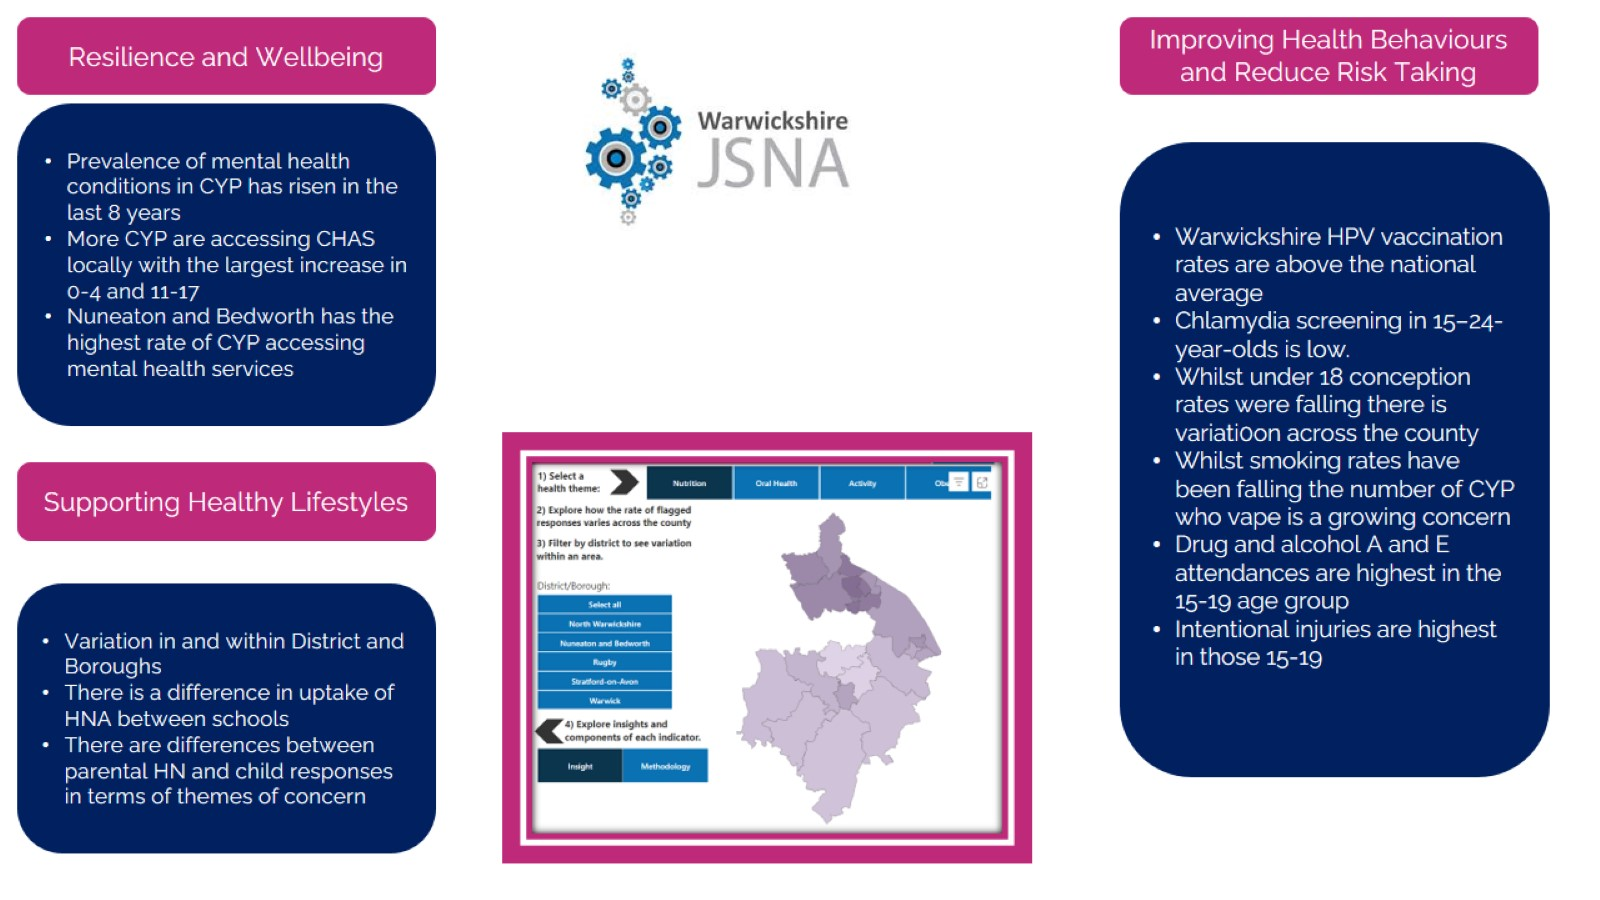 Resilience and Wellbeing
• Prevalence of mental health
conditions in CYP has risen in the
last 8 years
• More CYP are accessing CHAS
locally with the largest increase in
0-4 and 11-17
• Nuneaton and Bedworth has the
highest rate of CYP accessing
mental health services
Supporting Healthy Lifestyles
• Variation in and within District and
Boroughs
• There is a difference in uptake of
HNA between schools
• There are differences between
parental HN and child responses
in terms of themes of concern
Warwickshire
JSNA
1) Select a
health theme:
Nutrition
Oral Health
Activity
2) Explore how the rate of flagged
responses varies across the county
3) Filter by district to see variation
within an area.
District/Borough:
Select all
North Warwickshire
Nuneaton and Bedworth
Rugby
Stratford-on-Avon
Warwick
4) Explore insights and
components of each indicator.
Insight
Methodology
Improving Health Behaviours
and Reduce Risk Taking
• Warwickshire HPV vaccination
rates are above the national
average
• Chlamydia screening in 15–24-
year-olds is low.
• Whilst under 18 conception
rates were falling there is
variati0on across the county
• Whilst smoking rates have
been falling the number of CYP
who vape is a growing concern
• Drug and alcohol A and E
attendances are highest in the
15-19 age group
• Intentional injuries are highest
in those 15-19